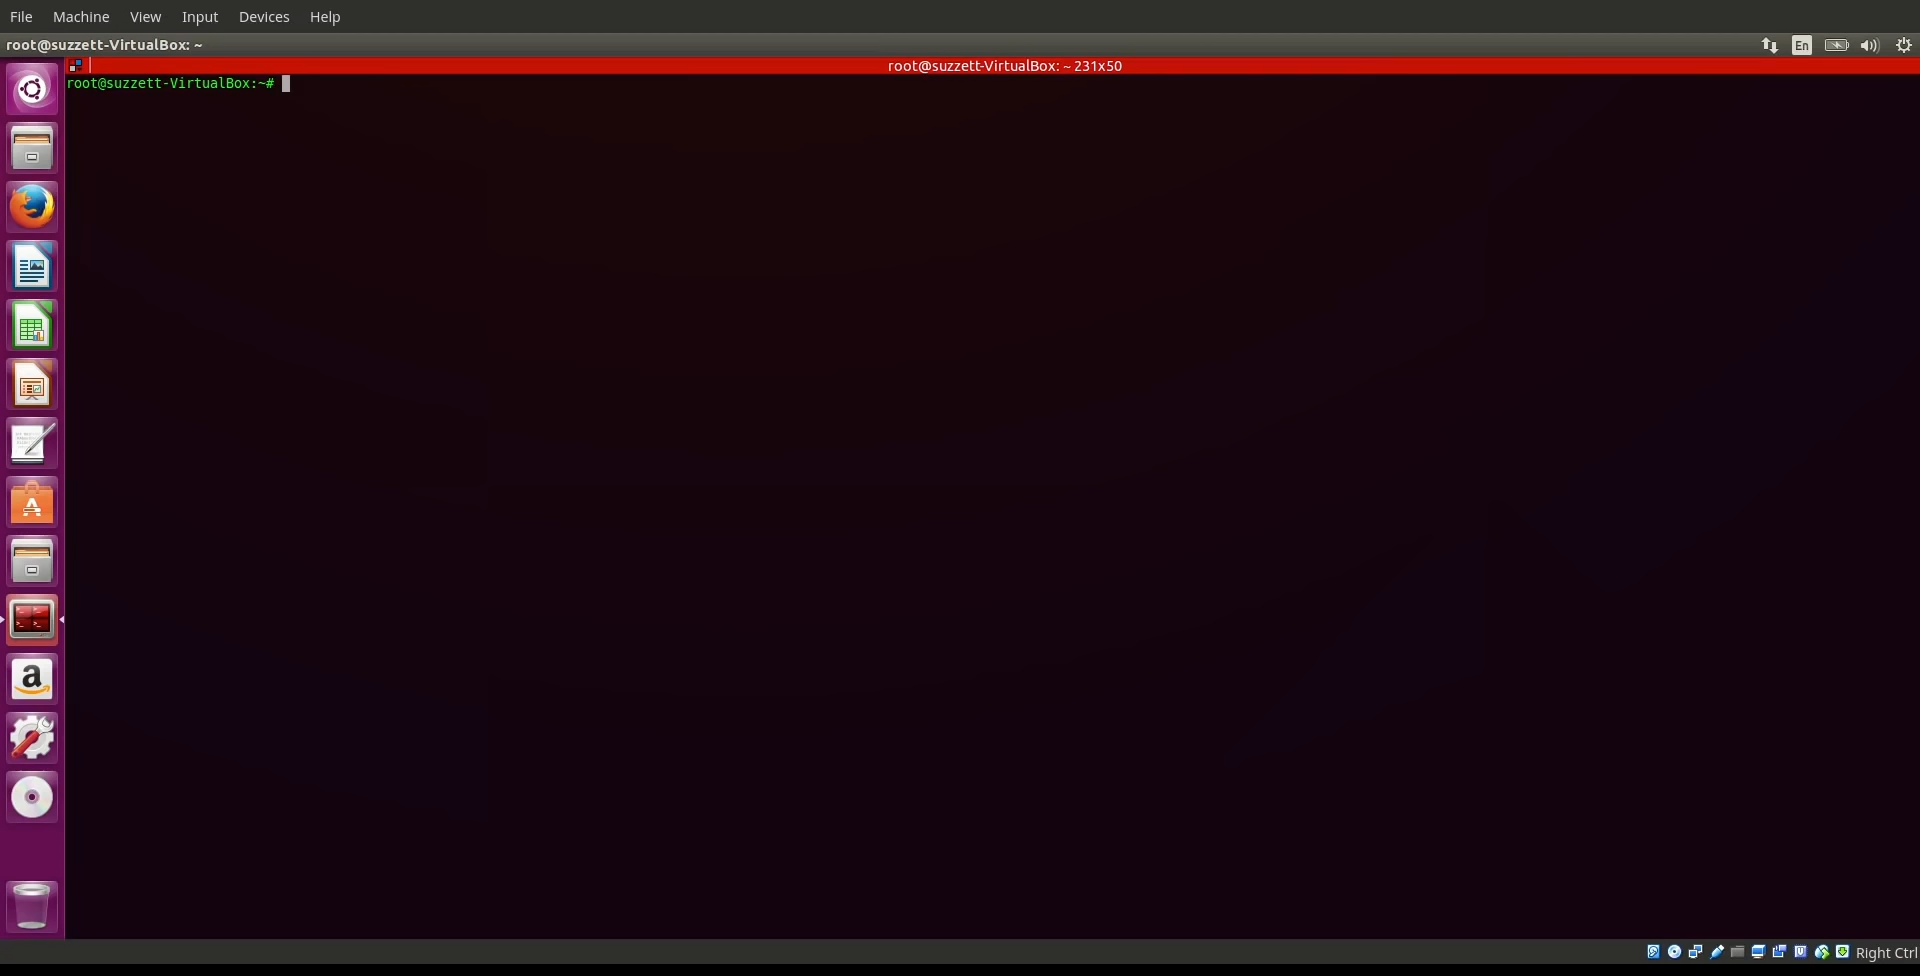 File Machine View Input Devices Help
root@suzzett-VirtualBox: ~
En
root@suzzett-VirtualBox: ~ 231x50
root@suzzett-VirtualBox:~#
a
Right Ctrl